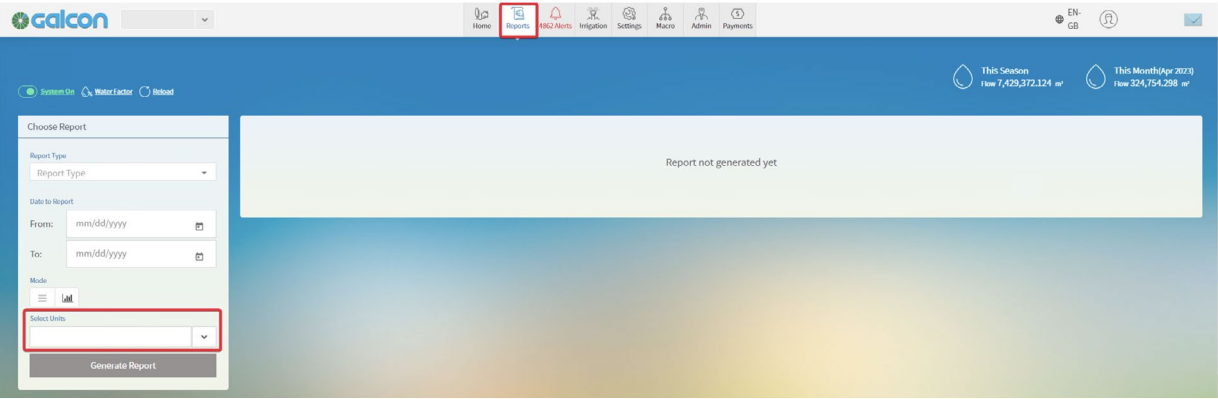 Galcon
Home Reports 4862 Alerts Irrigation Settings Macro Admin Payments
EN-GB
This Season
Flow 7,429,372.124 m³
This Month(Apr 2023)
Flow 324,754.298 m³
System On Water Factor Reload
Choose Report
Report Type
Report Type
Date to Report
From: mm/dd/yyyy
To: mm/dd/yyyy
Mode
Select Units
Generate Report
Report not generated yet